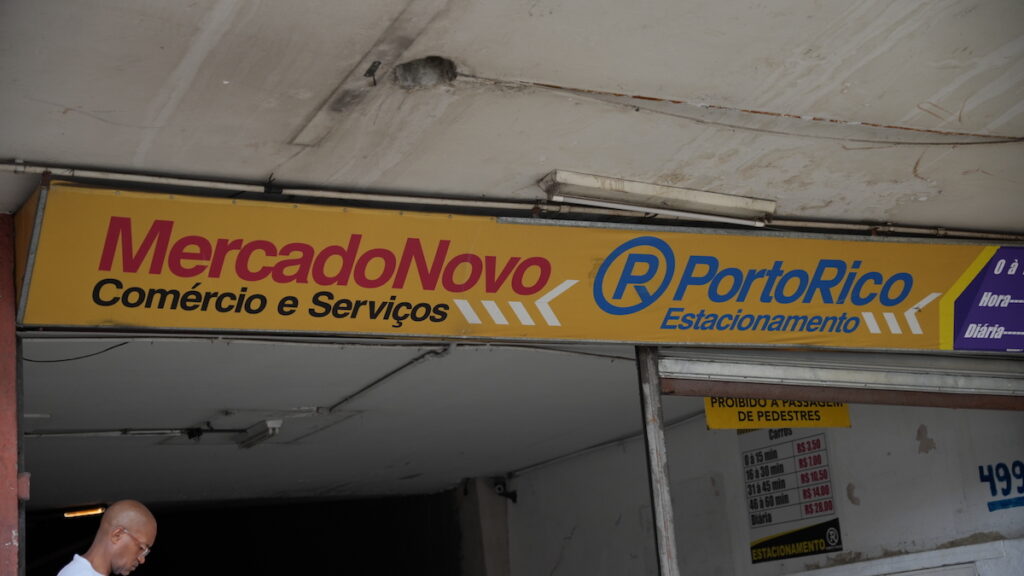 MercadoNovo
Comércio e Serviços
R PortoRico
Estacionamento
0 à
Hora
Diária
PROIBIDO A PASSAGEM
DE PEDESTRES
Carros
0 à 15 min R$ 3,50
16 à 30 min R$ 7,00
31 à 45 min R$ 10,50
46 à 60 min R$ 14,00
Diária R$ 28,00
ESTACIONAMENTO R
499